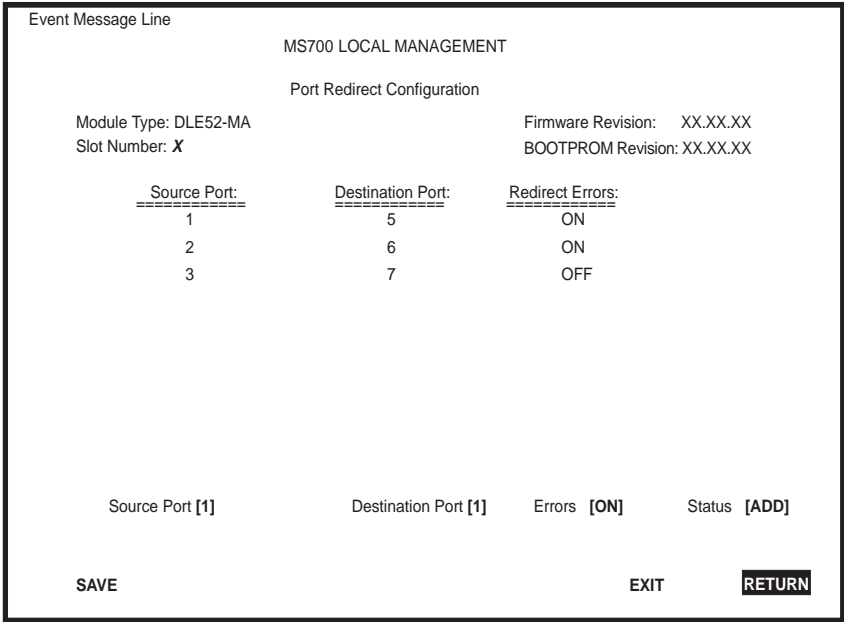 Event Message Line
MS700 LOCAL MANAGEMENT
Port Redirect Configuration
Module Type: DLE52-MA Firmware Revision: XX.XX.XX
Slot Number: X BOOTPROM Revision: XX.XX.XX
Source Port: Destination Port: Redirect Errors:
============ ============ ============
1 5 ON
2 6 ON
3 7 OFF
Source Port [1] Destination Port [1] Errors [ON] Status [ADD]
SAVE EXIT RETURN